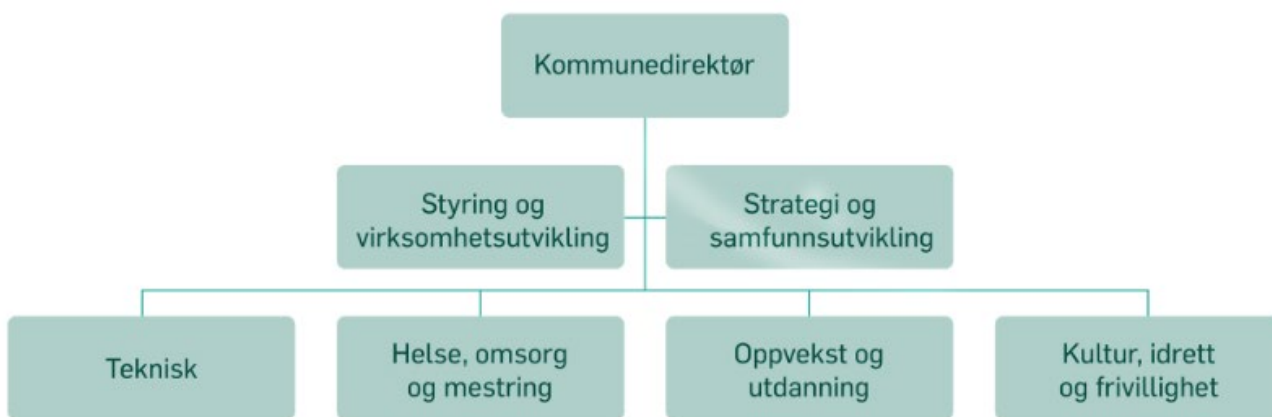 Kommunedirektør
Styring og
virksomhetsutvikling
Strategi og
samfunnsutvikling
Teknisk
Helse, omsorg
og mestring
Oppvekst og
utdanning
Kultur, idrett
og frivillighet